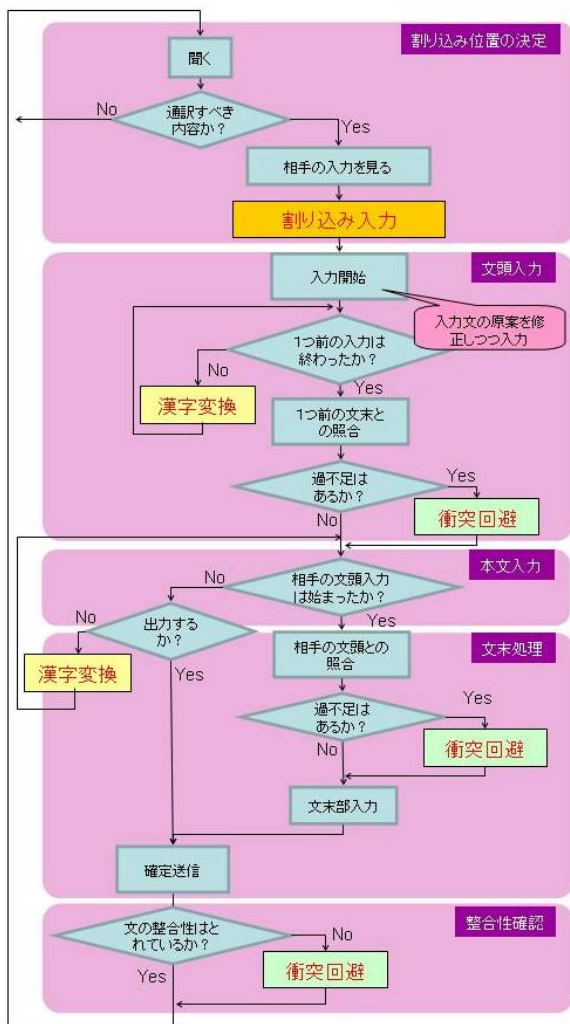 割り込み位置の決定
聞く
No
通訳すべき
内容か？
Yes
相手の入力を見る
割り込み入力
文頭入力
入力開始
入力文の原案を修
正しつつ入力
1つ前の入力は
終わったか？
No
Yes
漢字変換
1つ前の文末と
の照合
過不足は
あるか？
Yes
No
衝突回避
本文入力
No
相手の文頭入力
は始まったか？
Yes
文末処理
No
出力する
か？
相手の文頭との
照合
漢字変換
Yes
過不足は
あるか？
Yes
No
衝突回避
文末部入力
確定送信
整合性確認
文の整合性はと
れているか？
No
Yes
衝突回避